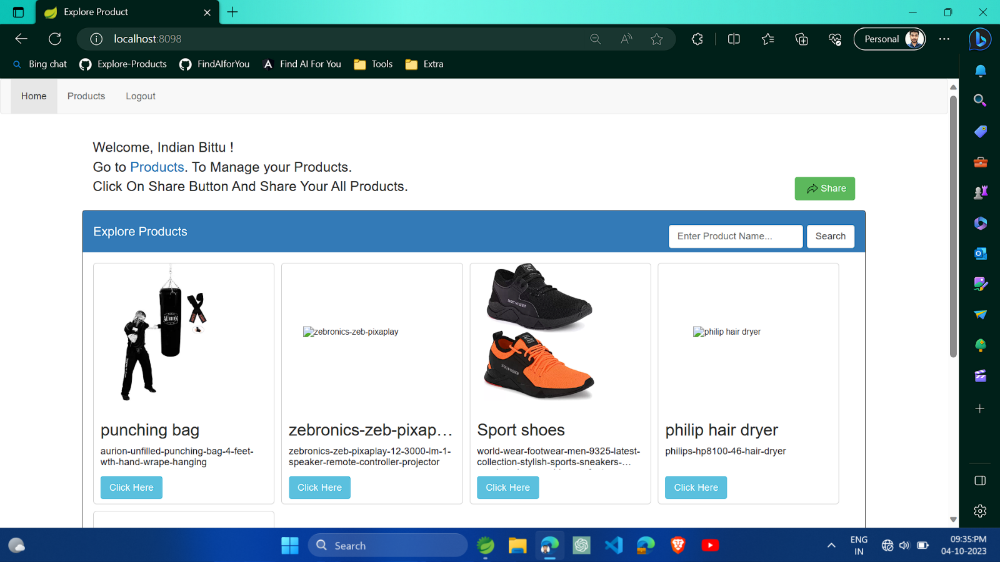 Explore Product
localhost:8098
Personal
Bing chat
Explore-Products
FindAIforYou
Find AI For You
Tools
Extra
Home
Products
Logout
Welcome, Indian Bittu !
Go to Products. To Manage your Products.
Click On Share Button And Share Your All Products.
Share
Explore Products
Enter Product Name...
Search
AURION
zebronics-zeb-pixaplay
philip hair dryer
punching bag
aurion-unfilled-punching-bag-4-feet-
wth-hand-wrape-hanging
Click Here
zebronics-zeb-pixap…
zebronics-zeb-pixaplay-12-3000-lm-1-
speaker-remote-controller-projector
Click Here
Sport shoes
world-wear-footwear-men-9325-latest-
collection-stylish-sports-sneakers-…
Click Here
philip hair dryer
philips-hp8100-46-hair-dryer
Click Here
Search
ENG
IN
09:35:PM
04-10-2023